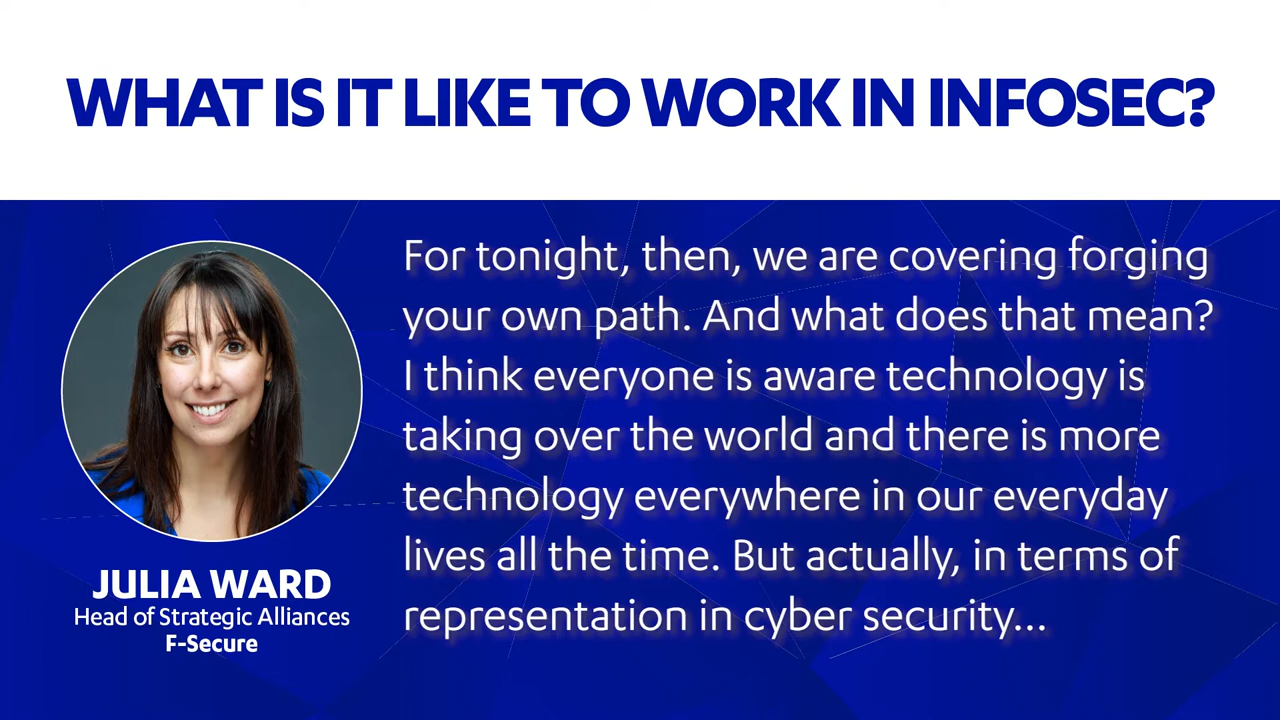 WHAT IS IT LIKE TO WORK IN INFOSEC?
For tonight, then, we are covering forging
your own path. And what does that mean?
I think everyone is aware technology is
taking over the world and there is more
technology everywhere in our everyday
lives all the time. But actually, in terms of
representation in cyber security...
JULIA WARD
Head of Strategic Alliances
F-Secure